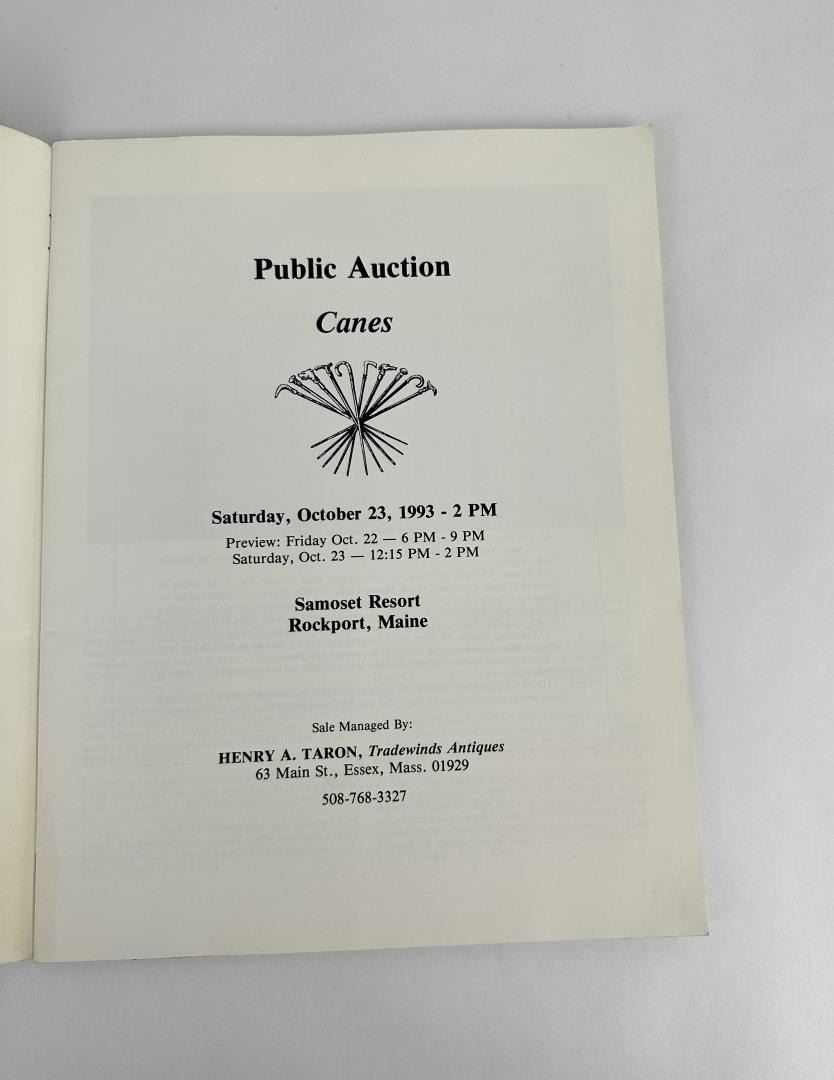 Public Auction
Canes
Saturday, October 23, 1993 - 2 PM
Preview: Friday Oct. 22 — 6 PM - 9 PM
Saturday, Oct. 23 — 12:15 PM - 2 PM
Samoset Resort
Rockport, Maine
Sale Managed By:
HENRY A. TARON, Tradewinds Antiques
63 Main St., Essex, Mass. 01929
508-768-3327